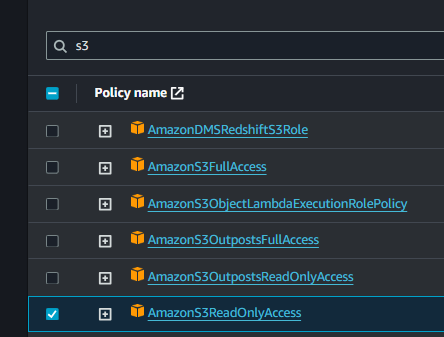 s3
Policy name
AmazonDMSRedshiftS3Role
AmazonS3FullAccess
AmazonS3ObjectLambdaExecutionRolePolicy
AmazonS3OutpostsFullAccess
AmazonS3OutpostsReadOnlyAccess
AmazonS3ReadOnlyAccess